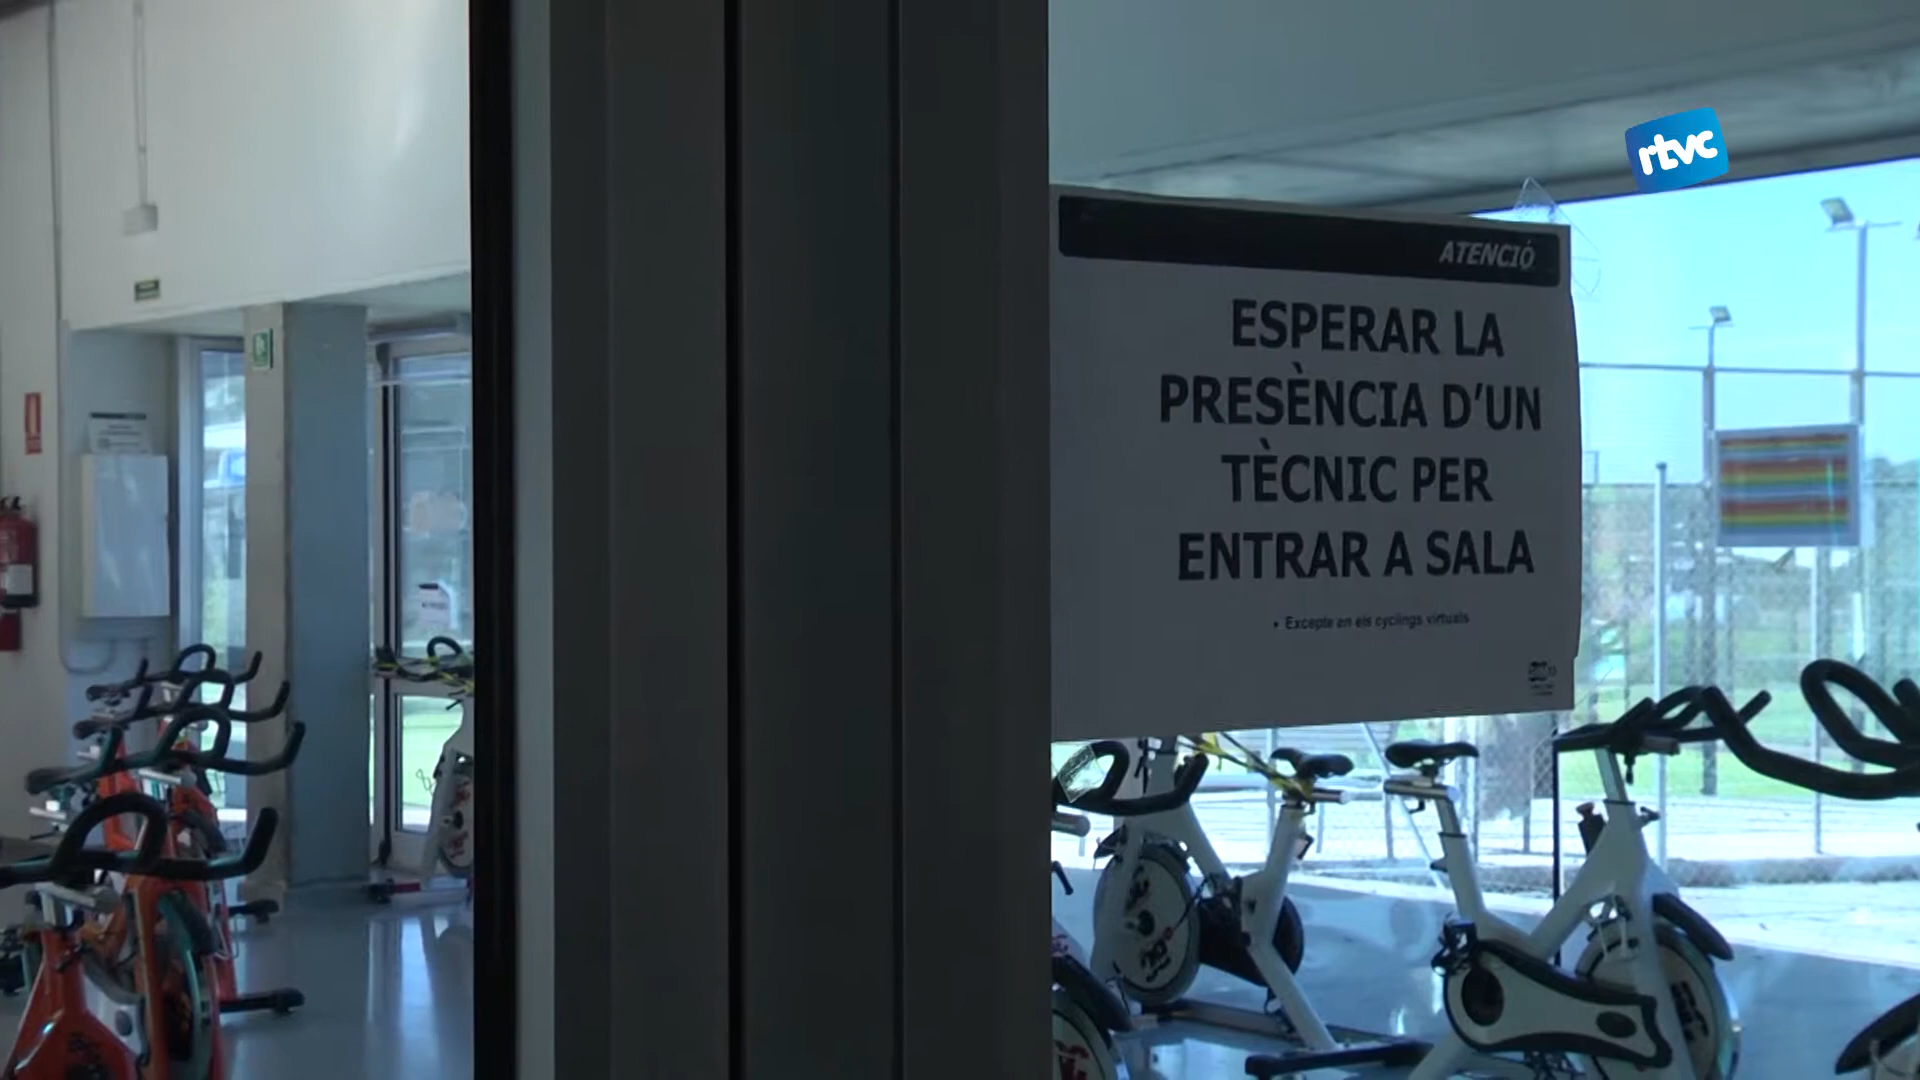 rtvc
ATENCIÓ
ESPERAR LA
PRESÈNCIA D'UN
TÈCNIC PER
ENTRAR A SALA
• Excepte en els cyclings virtuals